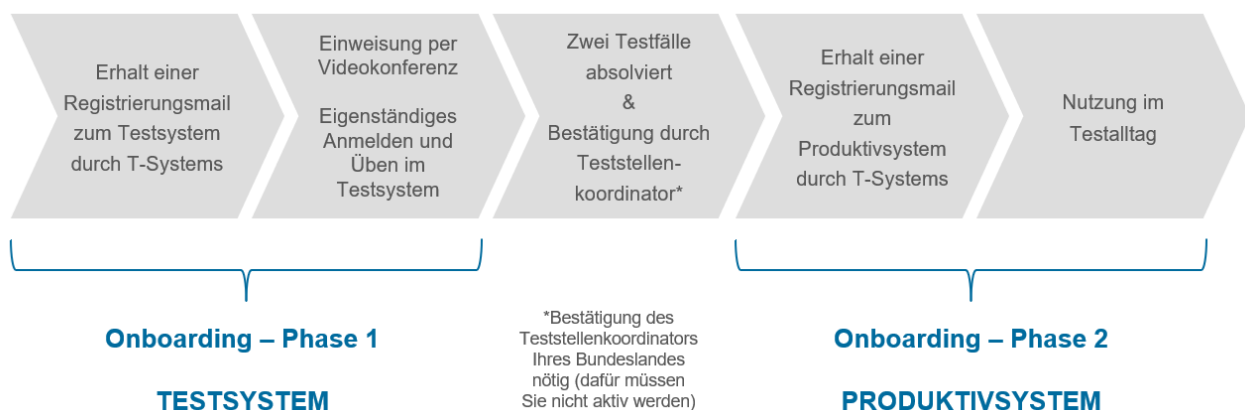 Erhalt einer
Registrierungsmail
zum Testsystem
durch T-Systems
Einweisung per
Videokonferenz
Eigenständiges
Anmelden und
Üben im
Testsystem
Zwei Testfälle
absolviert
&
Bestätigung durch
Teststellen-
koordinator*
Erhalt einer
Registrierungsmail
zum
Produktivsystem
durch T-Systems
Nutzung im
Testalltag
Onboarding – Phase 1
TESTSYSTEM
*Bestätigung des
Teststellenkoordinators
Ihres Bundeslandes
nötig (dafür müssen
Sie nicht aktiv werden)
Onboarding – Phase 2
PRODUKTIVSYSTEM